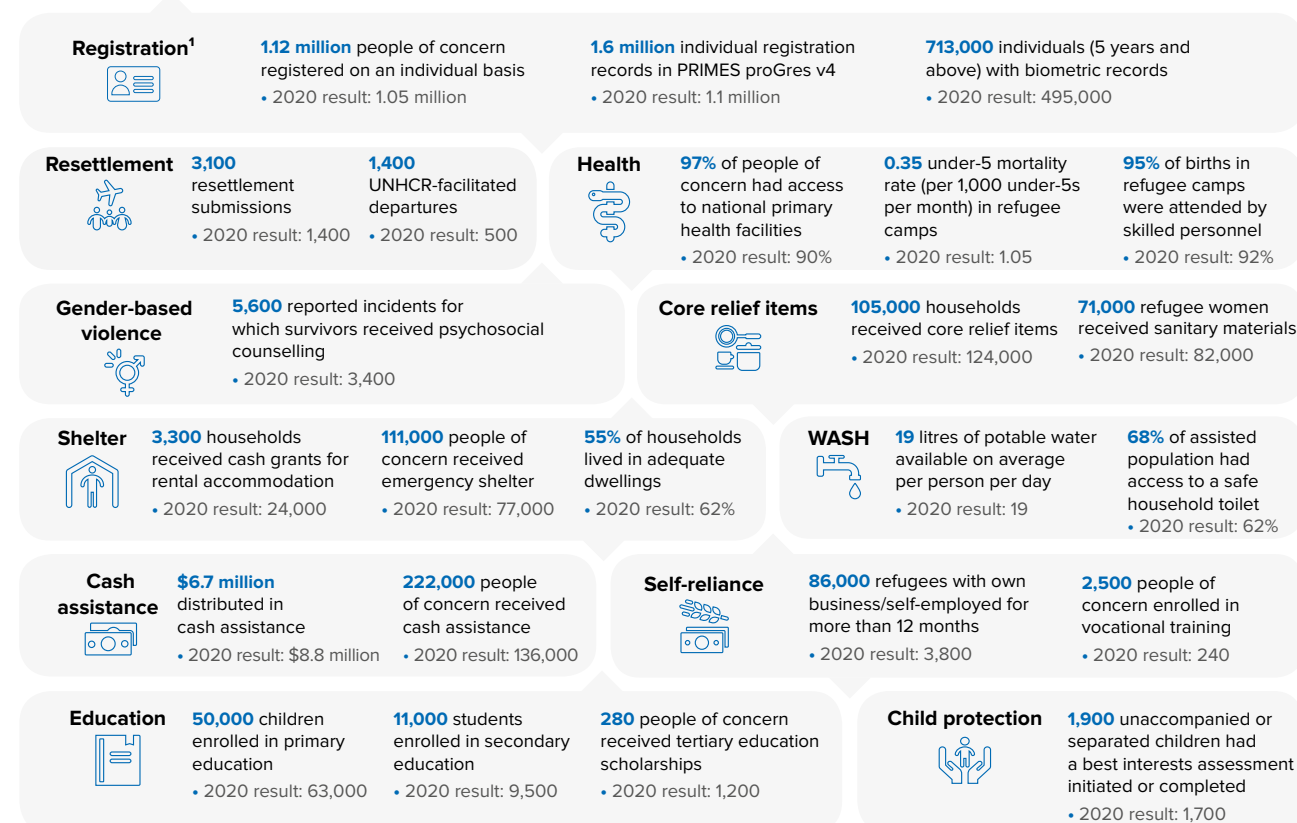 Registration¹
1.12 million people of concern
registered on an individual basis
• 2020 result: 1.05 million
1.6 million individual registration
records in PRIMES proGres v4
• 2020 result: 1.1 million
713,000 individuals (5 years and
above) with biometric records
• 2020 result: 495,000
Resettlement
3,100
resettlement
submissions
• 2020 result: 1,400
1,400
UNHCR-facilitated
departures
• 2020 result: 500
Health
97% of people of
concern had access
to national primary
health facilities
• 2020 result: 90%
0.35 under-5 mortality
rate (per 1,000 under-5s
per month) in refugee
camps
• 2020 result: 1.05
95% of births in
refugee camps
were attended by
skilled personnel
• 2020 result: 92%
Gender-based
violence
5,600 reported incidents for
which survivors received psychosocial
counselling
• 2020 result: 3,400
Core relief items
105,000 households
received core relief items
• 2020 result: 124,000
71,000 refugee women
received sanitary materials
• 2020 result: 82,000
Shelter
3,300 households
received cash grants for
rental accommodation
• 2020 result: 24,000
111,000 people of
concern received
emergency shelter
• 2020 result: 77,000
55% of households
lived in adequate
dwellings
• 2020 result: 62%
WASH
19 litres of potable water
available on average
per person per day
• 2020 result: 19
68% of assisted
population had
access to a safe
household toilet
• 2020 result: 62%
Cash
assistance
$6.7 million
distributed in
cash assistance
• 2020 result: $8.8 million
222,000 people
of concern received
cash assistance
• 2020 result: 136,000
Self-reliance
86,000 refugees with own
business/self-employed for
more than 12 months
• 2020 result: 3,800
2,500 people of
concern enrolled in
vocational training
• 2020 result: 240
Education
50,000 children
enrolled in primary
education
• 2020 result: 63,000
11,000 students
enrolled in secondary
education
• 2020 result: 9,500
280 people of concern
received tertiary education
scholarships
• 2020 result: 1,200
Child protection
1,900 unaccompanied or
separated children had
a best interests assessment
initiated or completed
• 2020 result: 1,700